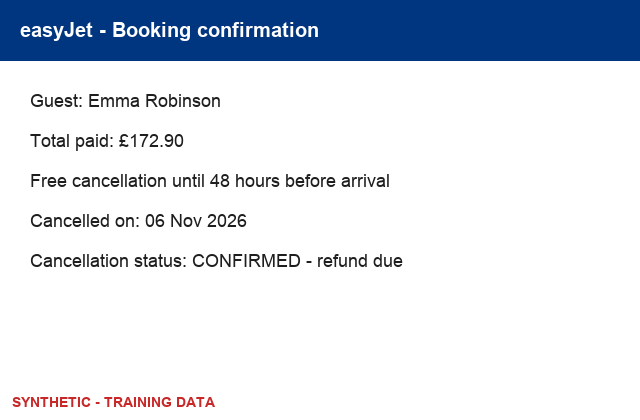 easyJet - Booking confirmation
Guest: Emma Robinson
Total paid: £172.90
Free cancellation until 48 hours before arrival
Cancelled on: 06 Nov 2026
Cancellation status: CONFIRMED - refund due
SYNTHETIC - TRAINING DATA